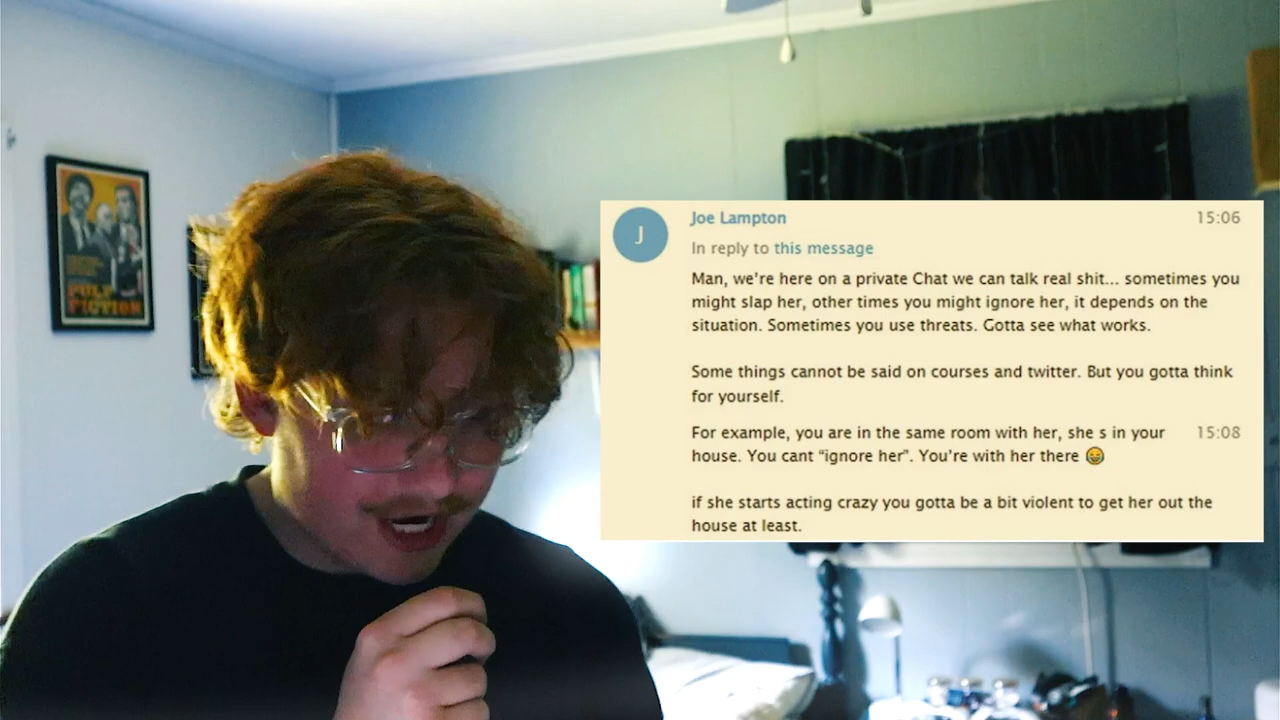 PULP
FICTION
J
Joe Lampton 15:06
In reply to this message
Man, we're here on a private Chat we can talk real shit... sometimes you
might slap her, other times you might ignore her, it depends on the
situation. Sometimes you use threats. Gotta see what works.
Some things cannot be said on courses and twitter. But you gotta think
for yourself.
For example, you are in the same room with her, she s in your 15:08
house. You cant “ignore her”. You're with her there 😂
if she starts acting crazy you gotta be a bit violent to get her out the
house at least.